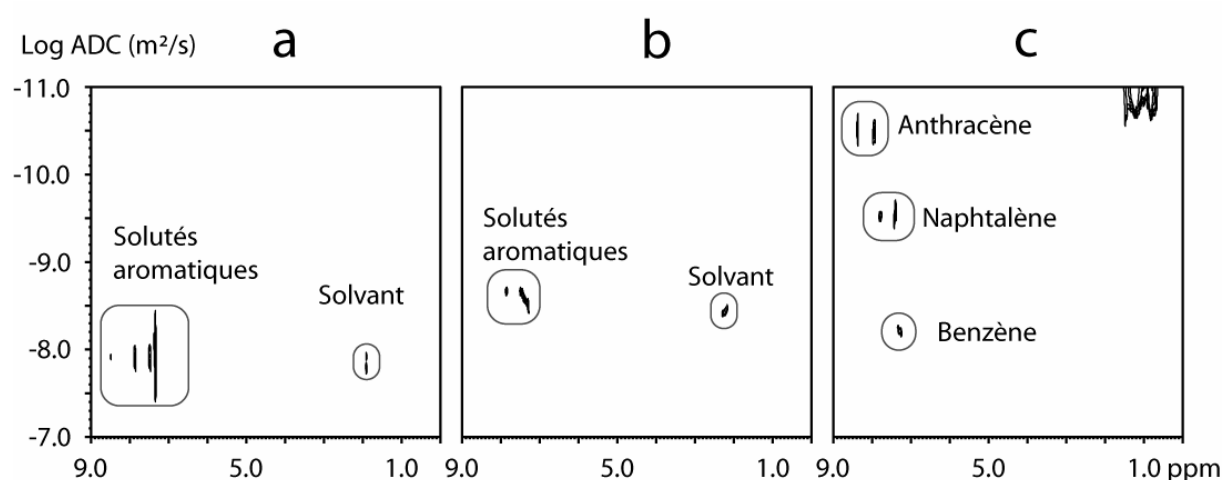 Log ADC (m²/s)
a
b
c
-11.0
-10.0
-9.0
-8.0
-7.0
Solutés
aromatiques
Solvant
Solutés
aromatiques
Solvant
Anthracène
Naphtalène
Benzène
9.0 5.0 1.0
9.0 5.0 1.0
9.0 5.0 1.0 ppm